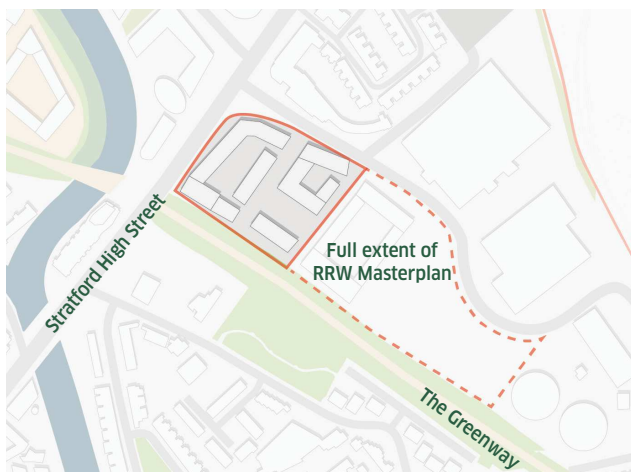 Stratford High Street
Full extent of
RRW Masterplan
The Greenway